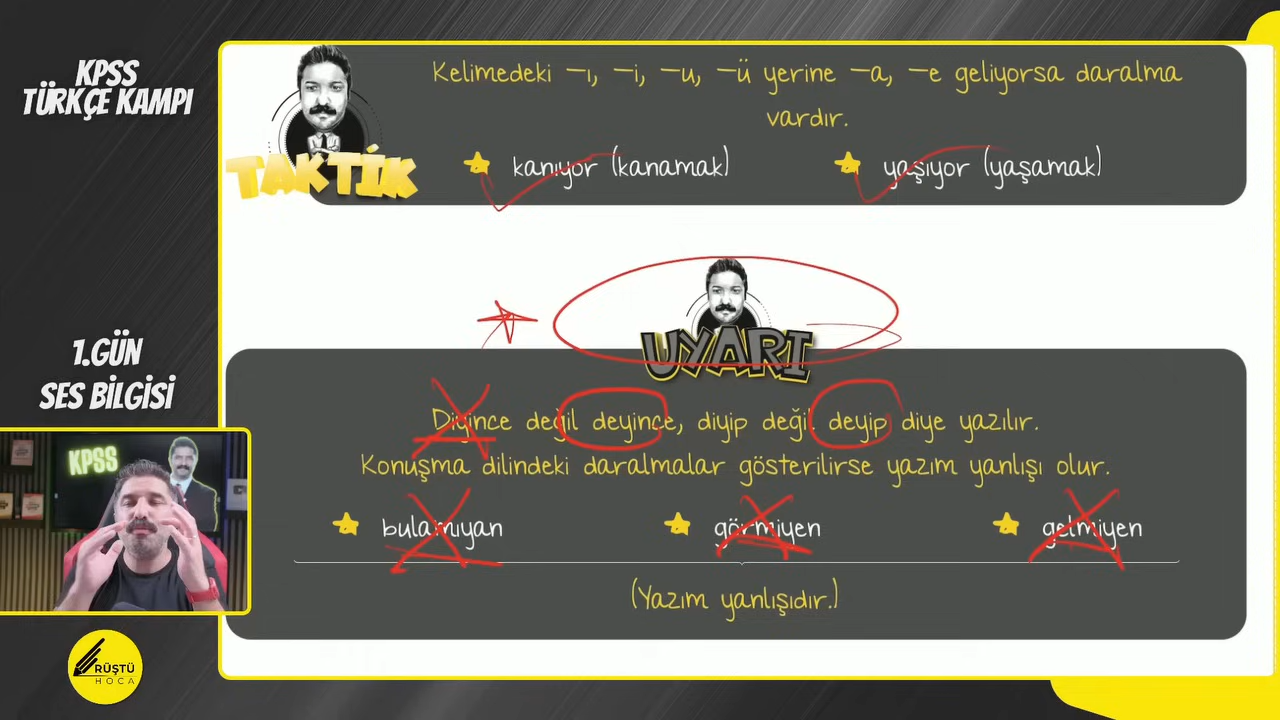 KPSS
TÜRKÇE KAMPI
Kelimedeki –ı, –i, –u, –ü yerine –a, –e geliyorsa daralma
vardır.
TAKTİK
kanıyor (kanamak)
yaşıyor (yaşamak)
1.GÜN
SES BİLGİSİ
UYARI
Diyince değil deyince, diyip değil deyip diye yazılır.
Konuşma dilindeki daralmalar gösterilirse yazım yanlışı olur.
bulamıyan
görmiyen
gelmiyen
(Yazım yanlışıdır.)
KPSS
RÜŞTÜ
HOCA